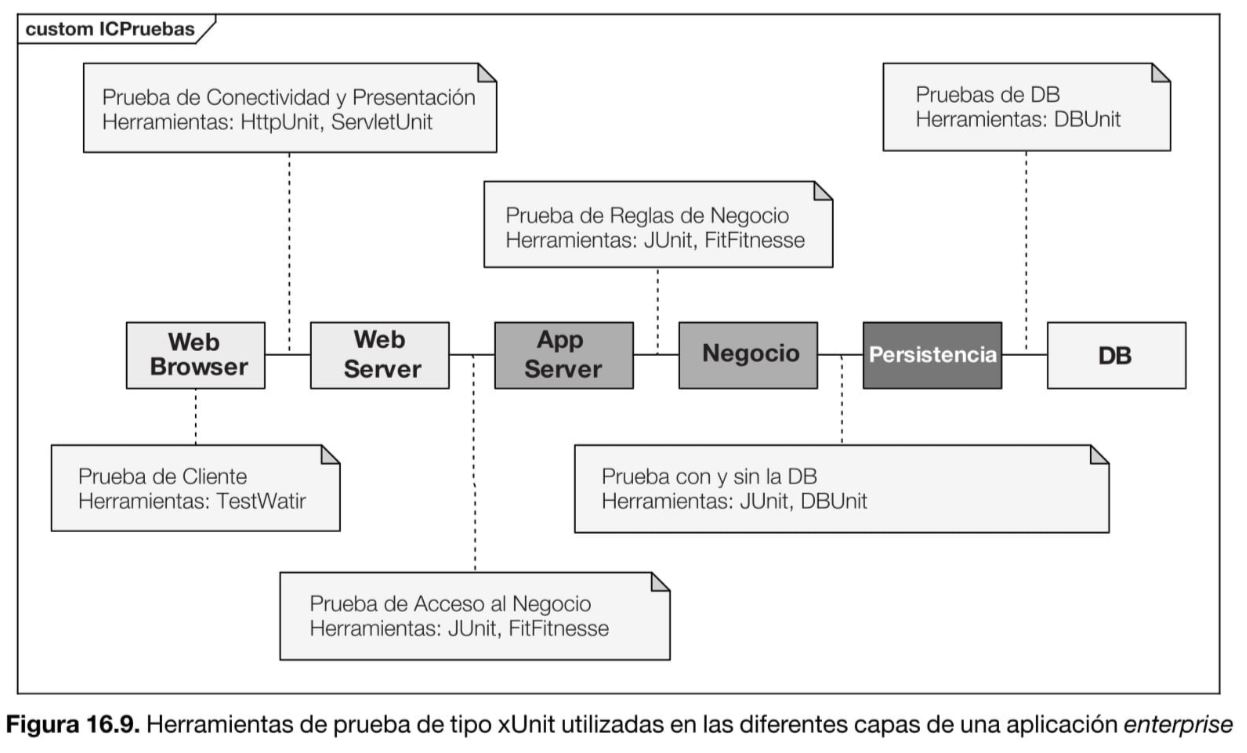 custom ICPruebas
Prueba de Conectividad y Presentación
Herramientas: HttpUnit, ServletUnit
Pruebas de DB
Herramientas: DBUnit
Prueba de Reglas de Negocio
Herramientas: JUnit, FitFitnesse
Web
Browser
Web
Server
App
Server
Negocio
Persistencia
DB
Prueba de Cliente
Herramientas: TestWatir
Prueba con y sin la DB
Herramientas: JUnit, DBUnit
Prueba de Acceso al Negocio
Herramientas: JUnit, FitFitnesse
Figura 16.9. Herramientas de prueba de tipo xUnit utilizadas en las diferentes capas de una aplicación enterprise